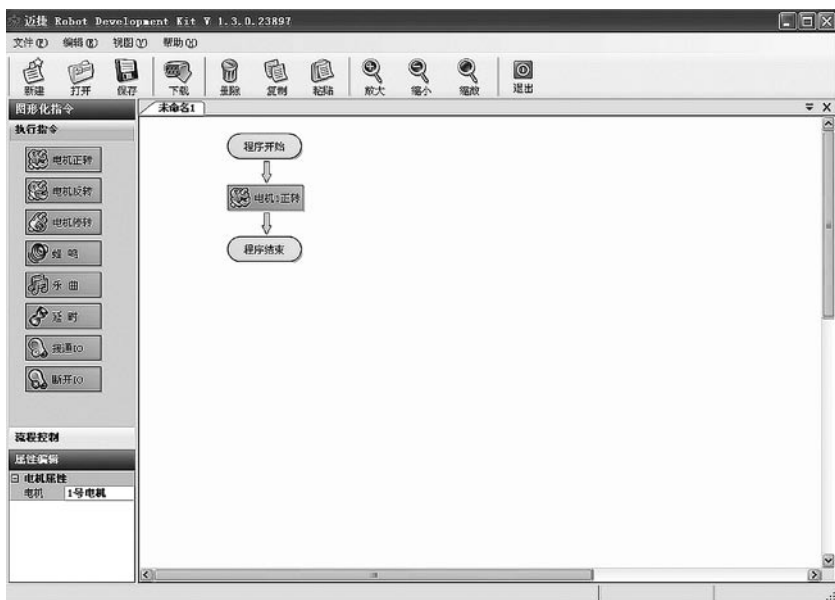 迈捷 Robot Development Kit V 1.3.0.23897
文件(F) 编辑(E) 视图(V) 帮助(H)
新建 打开 保存 下载 删除 复制 粘贴 放大 缩小 缩放 退出
图形化指令
未命名1
执行指令
电机正转
电机反转
电机停转
蜂 鸣
乐 曲
延 时
接通IO
断开IO
流程控制
属性编辑
电机属性
电机 1号电机
程序开始
电机1正转
程序结束